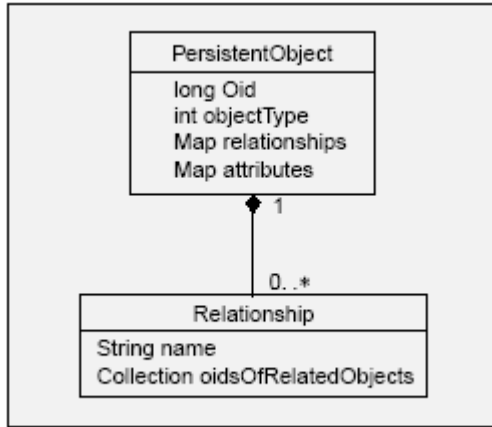 PersistentObject
long Oid
int objectType
Map relationships
Map attributes
1
0..*
Relationship
String name
Collection oidsOfRelatedObjects